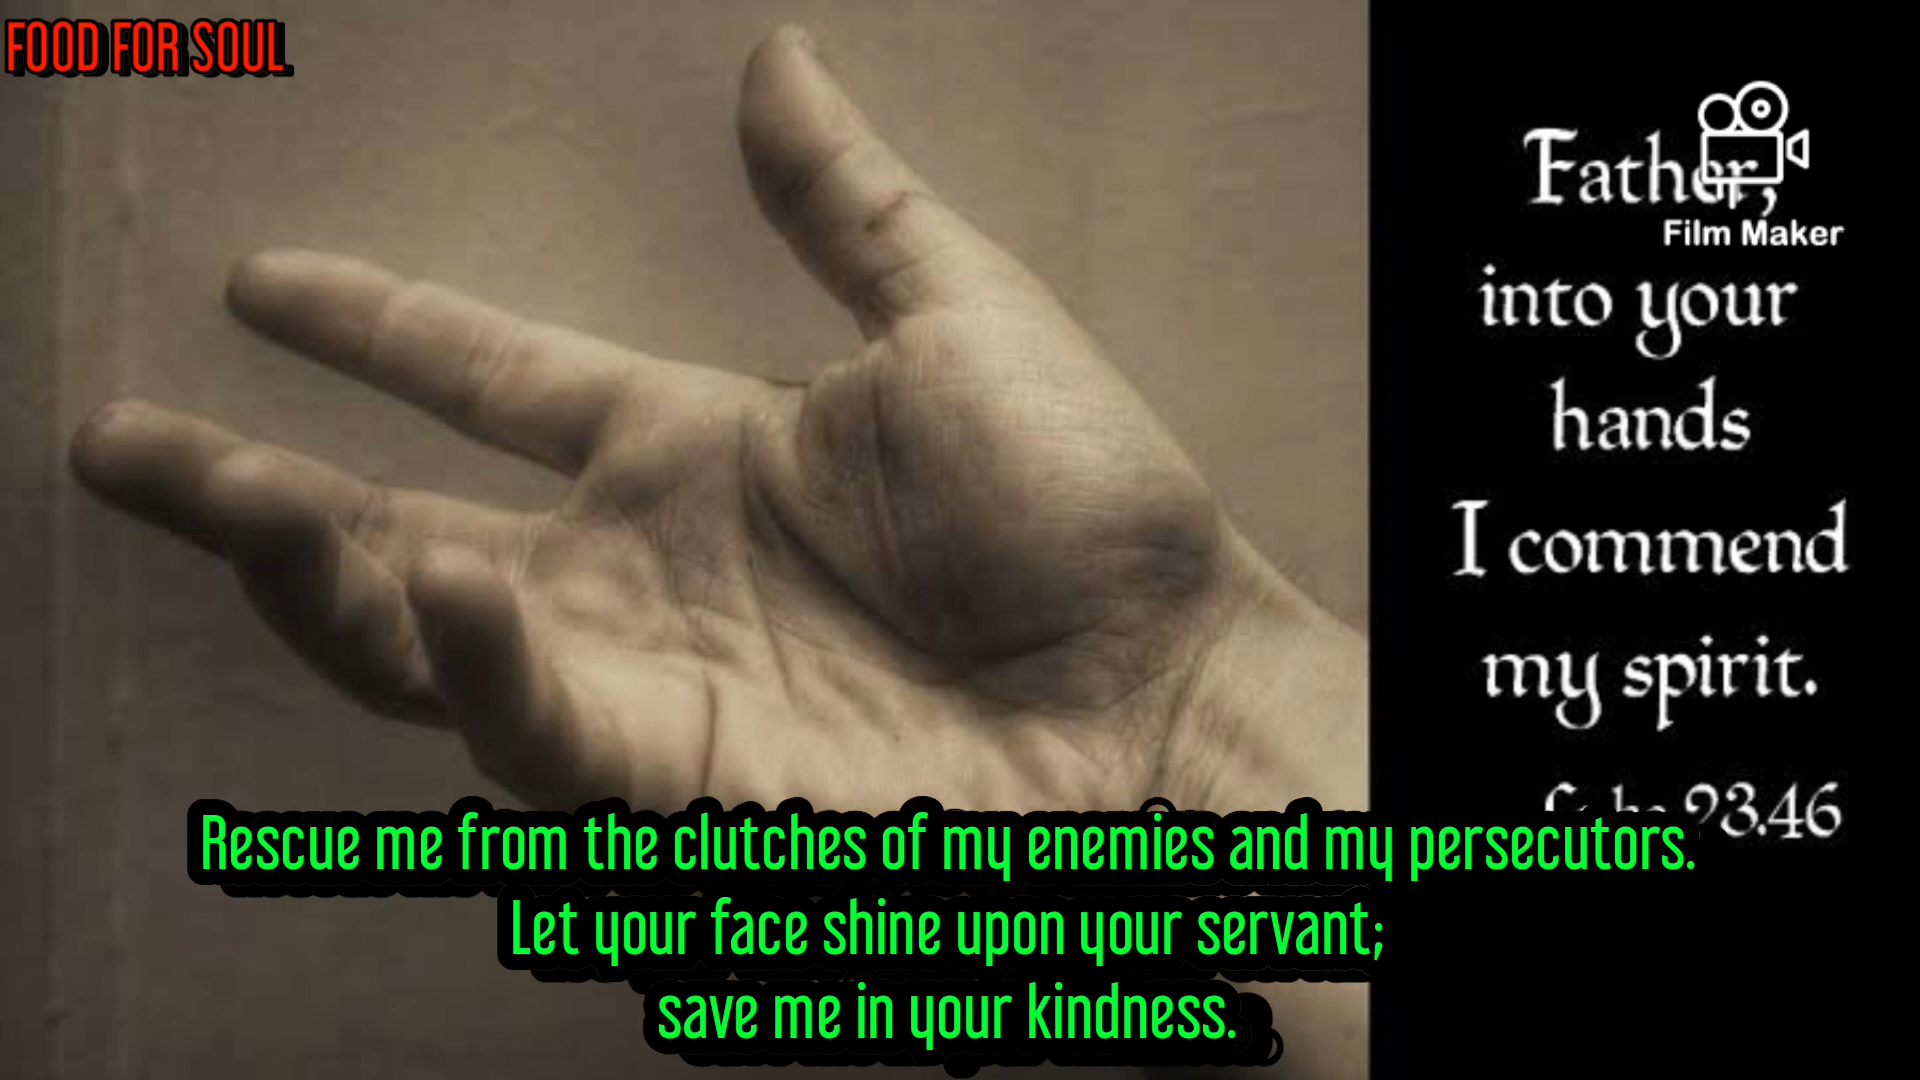 FOOD FOR SOUL
Father,
Film Maker
into your
hands
I commend
my spirit.
23.46
Rescue me from the clutches of my enemies and my persecutors.
Let your face shine upon your servant;
save me in your kindness.